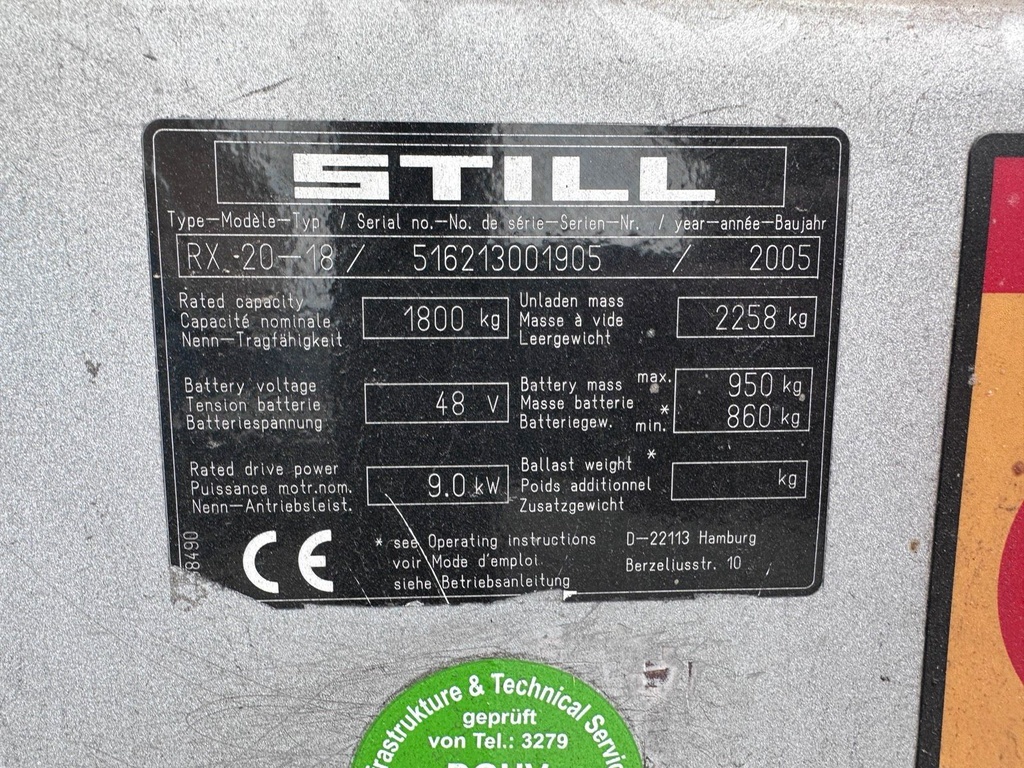 STILL
Type-Modèle-Typ / Serial no.-No. de série-Serien-Nr. / year-année-Baujahr
RX 20-18 / 516213001905 / 2005
Rated capacity
Capacité nominale
Nenn-Tragfähigkeit
1800 kg
Unladen mass
Masse à vide
Leergewicht
2258 kg
Battery voltage
Tension batterie
Batteriespannung
48 V
Battery mass
Masse batterie
Batteriegew.
max.
* min.
950 kg
860 kg
Rated drive power
Puissance motr.nom.
Nenn-Antriebsleist.
9.0 kW
Ballast weight *
Poids additionnel
Zusatzgewicht
kg
8490
CE
* see Operating instructions
voir Mode d'emploi
siehe Betriebsanleitung
D-22113 Hamburg
Berzeliusstr. 10
& Technical
geprüft
von Tel.: 3279